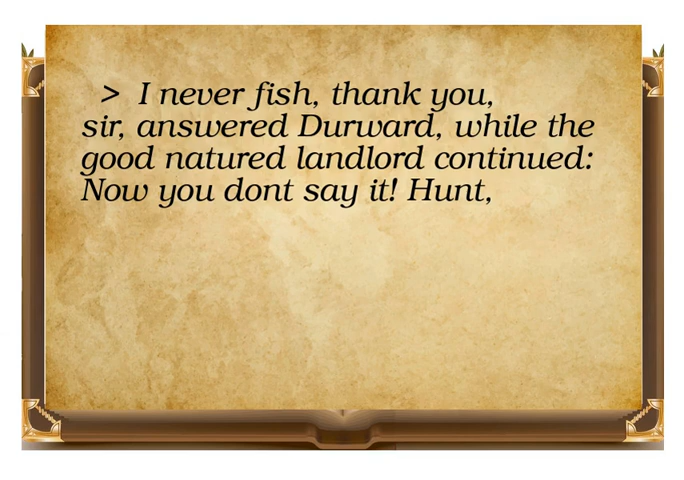 > I never fish, thank you,
sir, answered Durward, while the
good natured landlord continued:
Now you dont say it! Hunt,